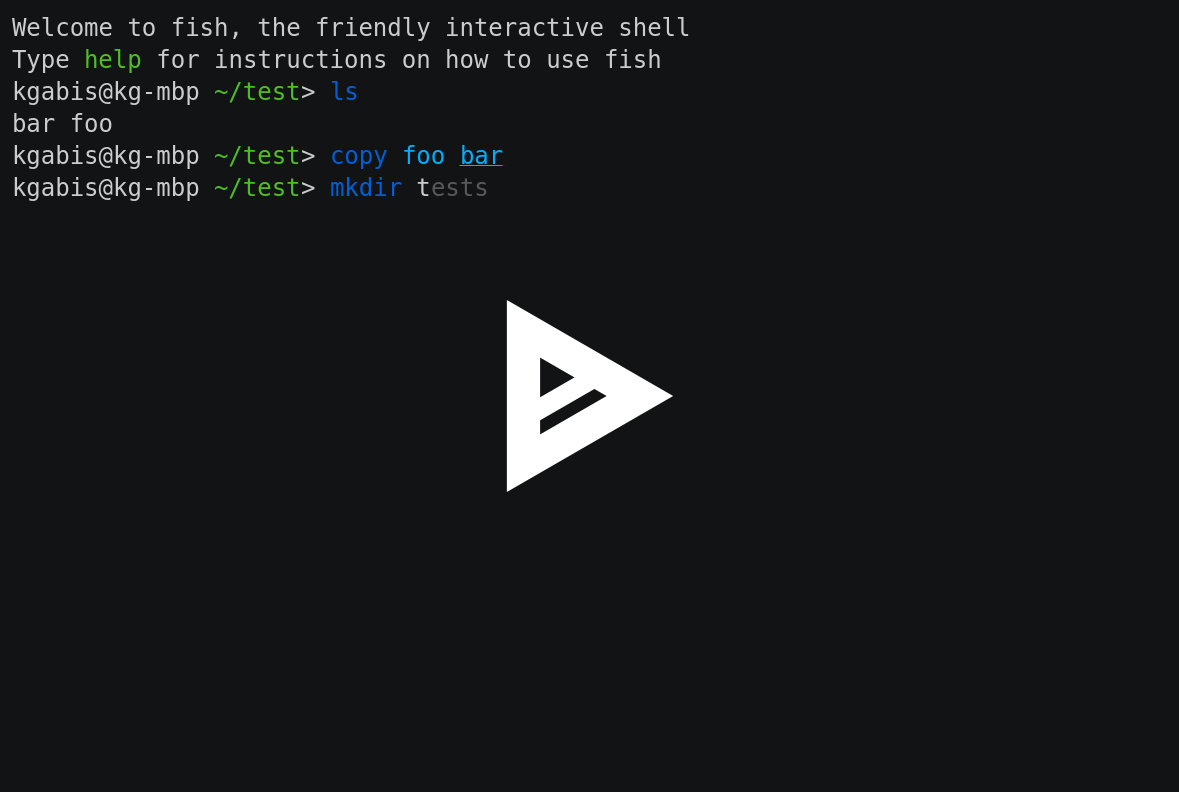 Welcome to fish, the friendly interactive shell
Type help for instructions on how to use fish
kgabis@kg-mbp ~/test> ls
bar foo
kgabis@kg-mbp ~/test> copy foo bar
kgabis@kg-mbp ~/test> mkdir tests